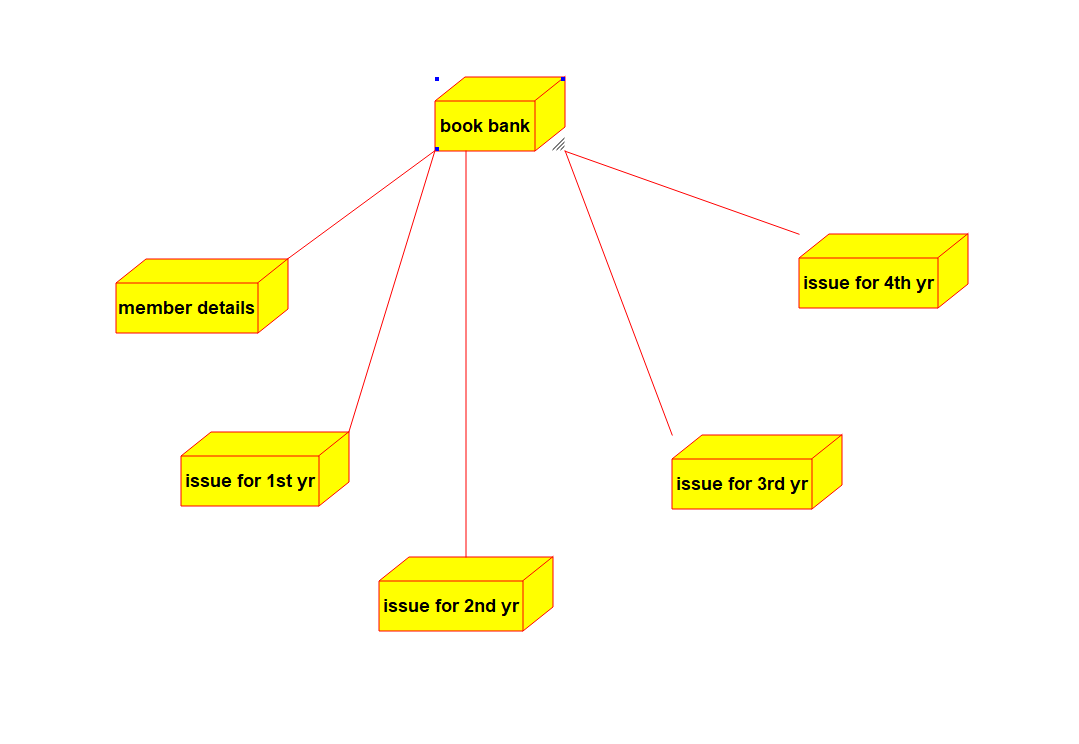 book bank
issue for 4th yr
member details
issue for 1st yr
issue for 3rd yr
issue for 2nd yr